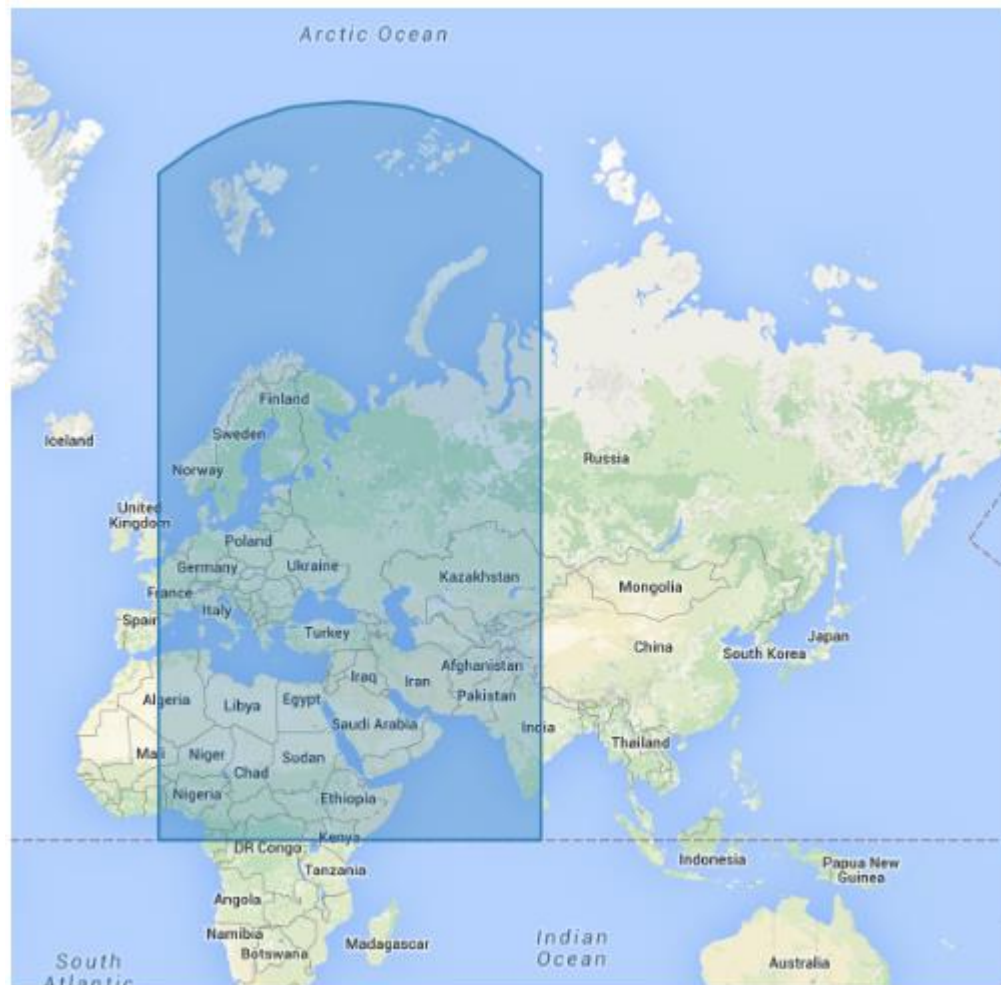 Arctic Ocean
Finland
Iceland
Sweden
Russia
Norway
United
Kingdom
Poland
Germany
Ukraine
Kazakhstan
Mongolia
France
Italy
Spain
Turkey
Japan
China
South Korea
Afghanistan
Iraq
Iran
Pakistan
Algeria
Libya
Egypt
Saudi Arabia
India
Thailand
Mali
Niger
Sudan
Chad
Nigeria
Ethiopia
Kenya
DR Congo
Indonesia
Papua New
Guinea
Tanzania
Angola
Namibia
Botswana
Madagascar
Indian
Ocean
South
Atlantic
Australia